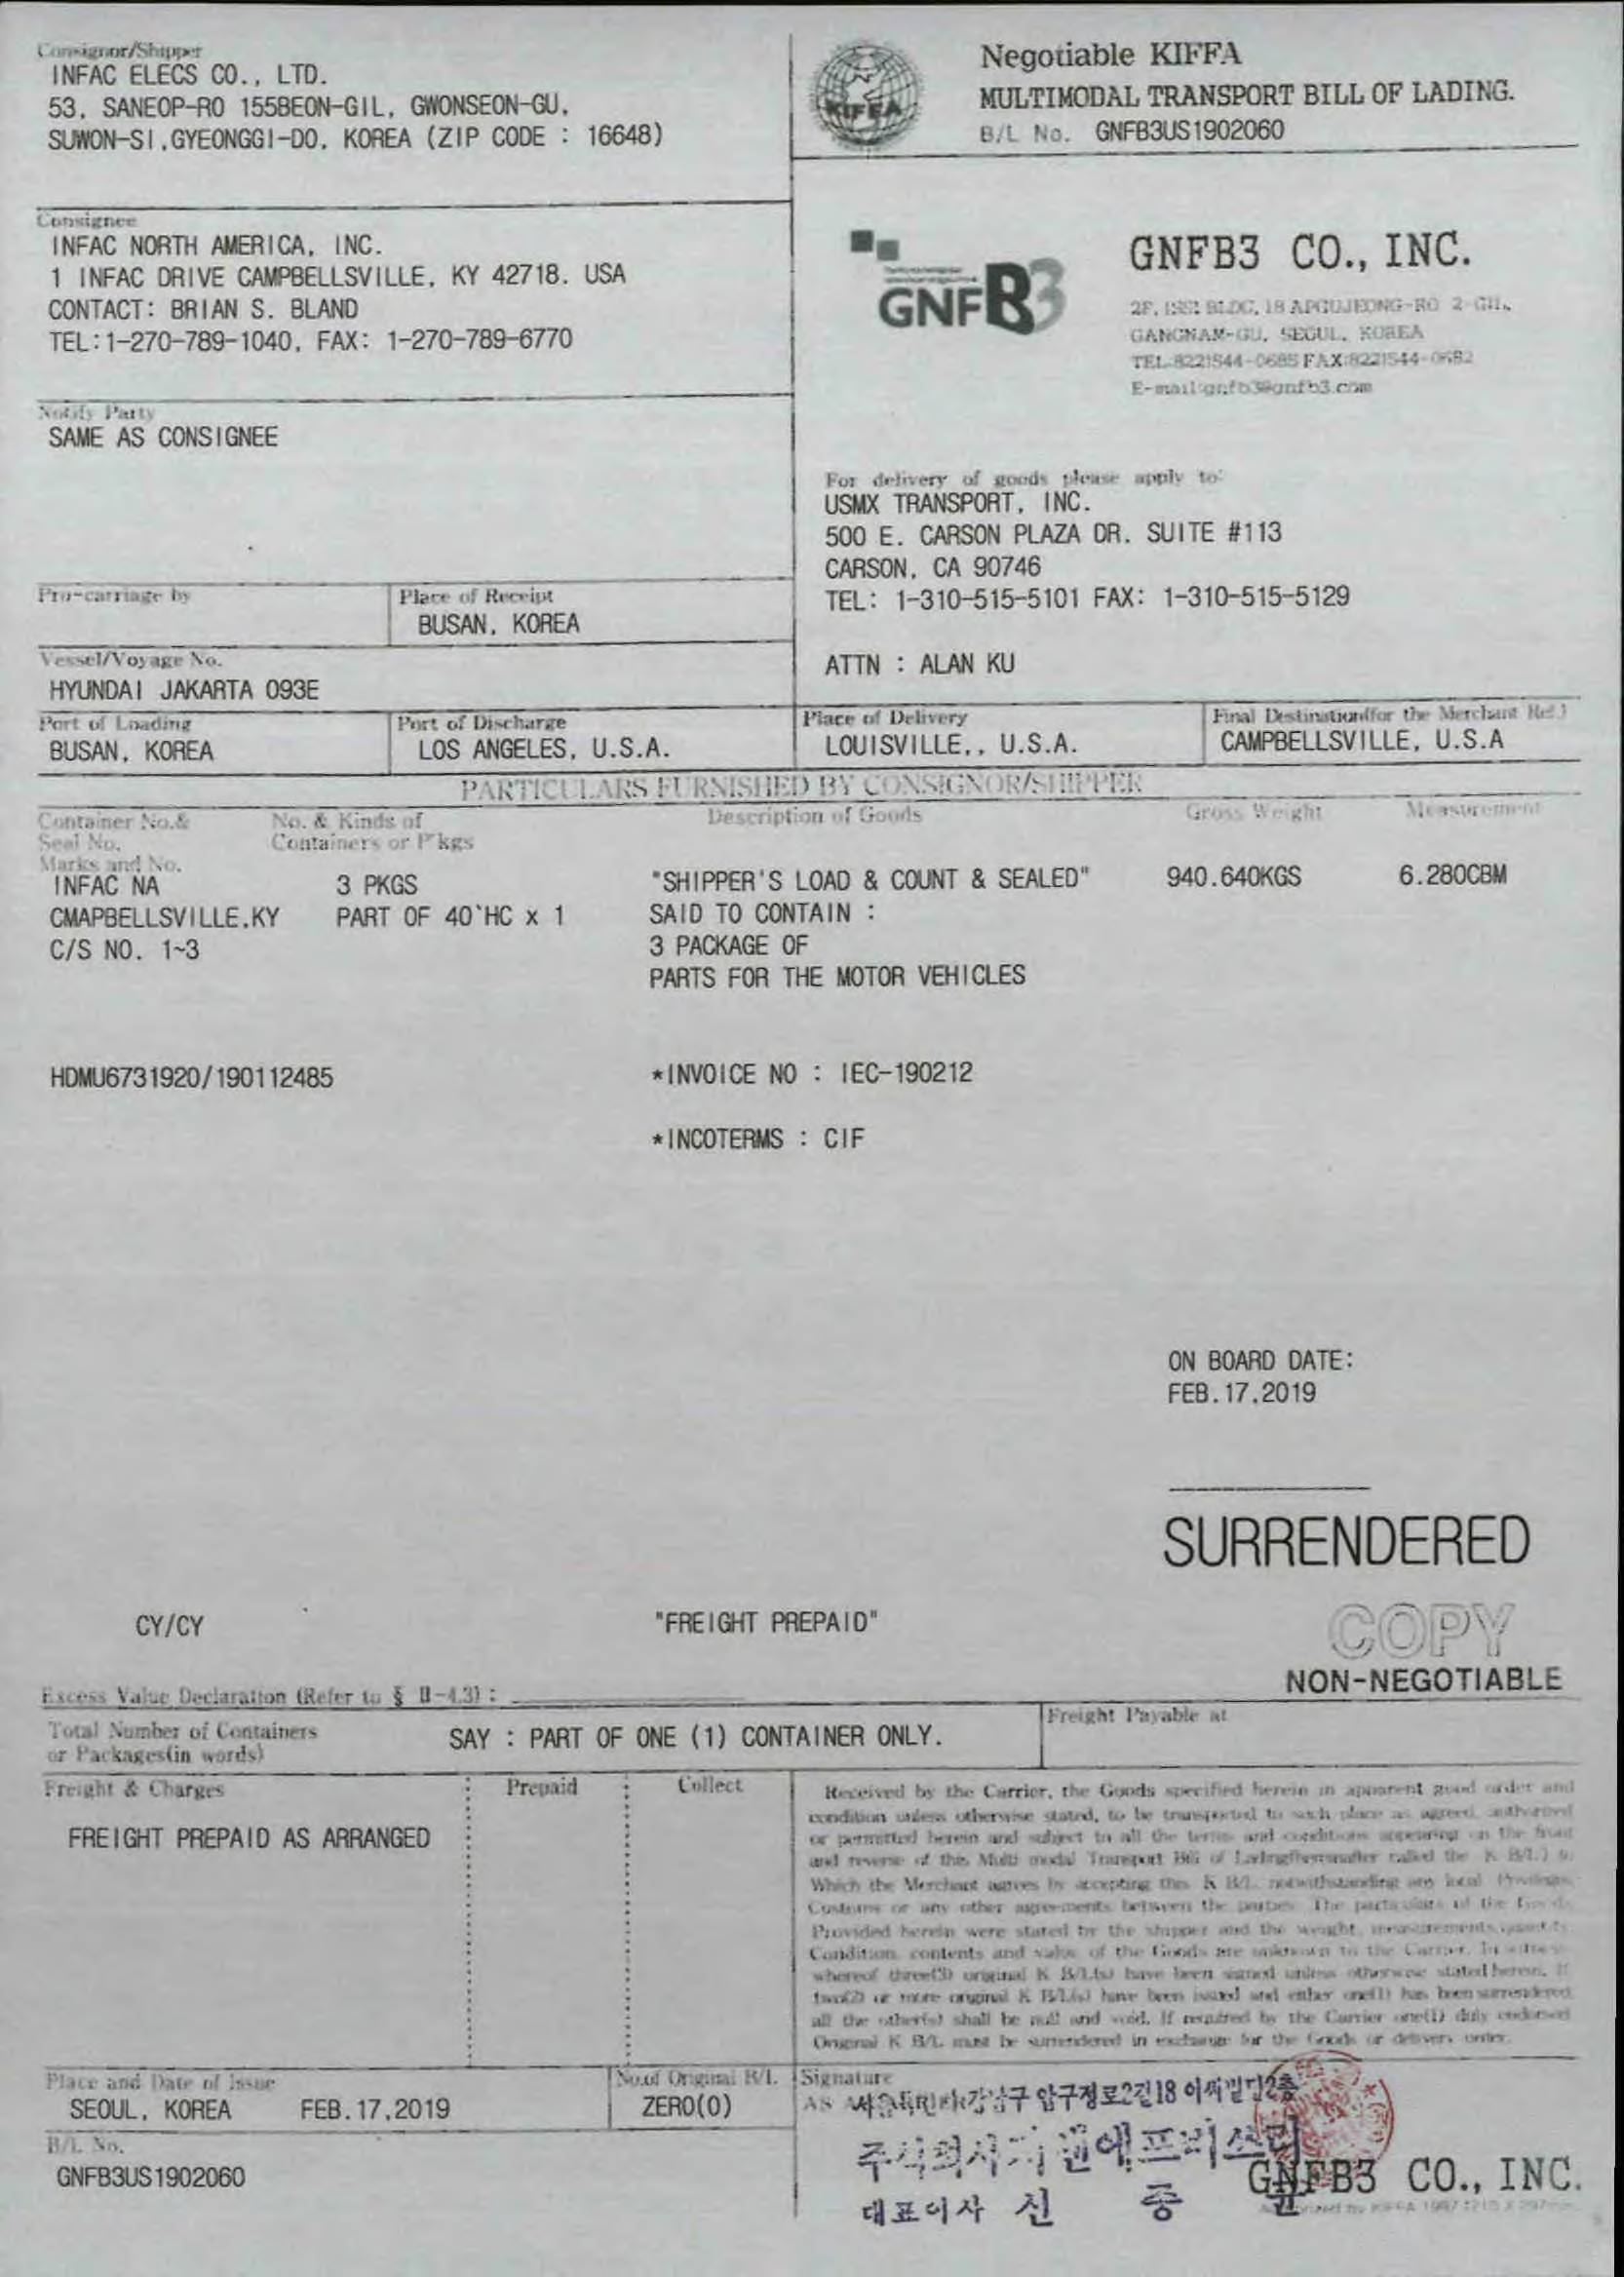 Consignor/Shipper
INFAC ELECS CO., LTD.
53, SANEOP-RO 155BEON-GIL, GWONSEON-GU,
SUWON-SI,GYEONGGI-DO, KOREA (ZIP CODE : 16648)
Negotiable KIFFA
MULTIMODAL TRANSPORT BILL OF LADING.
B/L No. GNFB3US1902060
KIFFA
Consignee
INFAC NORTH AMERICA, INC.
1 INFAC DRIVE CAMPBELLSVILLE, KY 42718. USA
CONTACT: BRIAN S. BLAND
TEL:1-270-789-1040, FAX: 1-270-789-6770
GNFB3
GNFB3 CO., INC.
18 APGUJEONG-RO 2-GIL,
GANGNAM-GU, SEOUL, KOREA
TEL:8221544-0685 FAX:8221544-0682
E-mail:gnfb3@gnfb3.com
Notify Party
SAME AS CONSIGNEE
For delivery of goods please apply to:
USMX TRANSPORT, INC.
500 E. CARSON PLAZA DR. SUITE #113
CARSON, CA 90746
TEL: 1-310-515-5101 FAX: 1-310-515-5129
ATTN : ALAN KU
Pre-carriage by
Place of Receipt
BUSAN, KOREA
Vessel/Voyage No.
HYUNDAI JAKARTA 093E
Port of Loading
BUSAN, KOREA
Port of Discharge
LOS ANGELES, U.S.A.
Place of Delivery
LOUISVILLE,, U.S.A.
Final Destination(for the Merchant Ref.)
CAMPBELLSVILLE, U.S.A
PARTICULARS FURNISHED BY CONSIGNOR/SHIPPER
Container No.& No. & Kinds of Description of Goods Gross Weight Measurement
Seal No. Containers or P'kgs
Marks and No.
INFAC NA 3 PKGS "SHIPPER'S LOAD & COUNT & SEALED" 940.640KGS 6.280CBM
CMAPBELLSVILLE,KY PART OF 40`HC x 1 SAID TO CONTAIN :
C/S NO. 1~3 3 PACKAGE OF
PARTS FOR THE MOTOR VEHICLES
HDMU6731920/190112485 *INVOICE NO : IEC-190212
*INCOTERMS : CIF
ON BOARD DATE:
FEB.17,2019
SURRENDERED
CY/CY "FREIGHT PREPAID"
COPY
NON-NEGOTIABLE
Excess Value Declaration (Refer to § II-4.3) :
Total Number of Containers
or Packages(in words)
SAY : PART OF ONE (1) CONTAINER ONLY.
Freight Payable at
Freight & Charges Prepaid Collect
FREIGHT PREPAID AS ARRANGED
Received by the Carrier, the Goods specified herein in apparent good order and
condition unless otherwise stated, to be transported to such place as agreed, authorized
or permitted herein and subject to all the terms and conditions appearing on the front
and reverse of this Multi modal Transport Bill of Lading(hereinafter called the K B/L)
Which the Merchant agrees by accepting this K B/L, notwithstanding any local Privileges,
Customs or any other agreements between the parties. The particulars of the Goods
Provided herein were stated by the shipper and the weight, measurements,quantity,
Condition, contents and value of the Goods are unknown to the Carrier. In witness
whereof three(3) original K B/L(s) have been signed unless otherwise stated herein. If
two(2) or more original K B/L(s) have been issued and either one(1) has been surrendered,
all the other(s) shall be null and void. If required by the Carrier one(1) duly endorsed
Original K B/L must be surrendered in exchange for the Goods or delivery order.
Place and Date of Issue
SEOUL, KOREA FEB.17,2019
No.of Original B/L
ZERO(0)
Signature
AS
강남구 압구정로2길18
B/L No.
GNFB3US1902060
주식회사지앤에프비쓰리
GNFB3 CO., INC.
대표이사 신 종